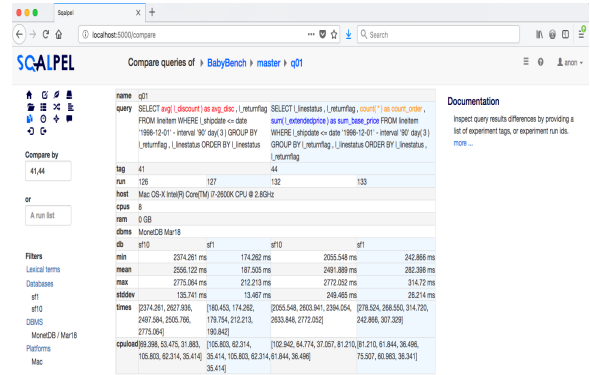 Sqalpel
localhost:5000/compare
Search
SQALPEL
Compare queries of BabyBench master q01
anon
Compare by
41,44
or
A run list
Filters
Lexical terms
Databases
sf1
sf10
DBMS
MonetDB / Mar18
Platforms
Mac
name q01
query SELECT avg( l_discount ) as avg_disc , l_returnflag SELECT l_linestatus , l_returnflag , count( * ) as count_order ,
FROM lineitem WHERE l_shipdate <= date sum( l_extendedprice ) as sum_base_price FROM lineitem
'1998-12-01' - interval '90' day( 3 ) GROUP BY WHERE l_shipdate <= date '1998-12-01' - interval '90' day( 3 )
l_returnflag , l_linestatus ORDER BY l_linestatus GROUP BY l_returnflag , l_linestatus ORDER BY l_linestatus ,
l_returnflag
tag 41 44
run 126 127 132 133
host Mac OS-X Intel(R) Core(TM) i7-2600K CPU @ 2.8GHz
cpus 8
ram 0 GB
dbms MonetDB Mar18
db sf10 sf1 sf10 sf1
min 2374.261 ms 174.262 ms 2055.548 ms 242.866 ms
mean 2556.122 ms 187.505 ms 2491.889 ms 282.398 ms
max 2775.064 ms 212.213 ms 2772.052 ms 314.72 ms
stddev 135.741 ms 13.467 ms 249.465 ms 26.214 ms
times [2374.261, 2627.936, [180.453, 174.262, [2055.548, 2603.941, 2394.054, [278.524, 268.550, 314.720,
2497.584, 2505.766, 179.754, 212.213, 2633.848, 2772.052] 242.866, 307.329]
2775.064] 190.842]
cpuload [69.398, 53.475, 31.883, [105.803, 62.314, [102.942, 64.774, 37.057, 81.210, [81.210, 61.844, 36.496,
105.803, 62.314, 35.414] 35.414, 105.803, 62.314, 61.844, 36.496] 75.507, 60.983, 36.341]
35.414]
Documentation
Inspect query results differences by providing a
list of experiment tags, or experiment run ids.
more ...